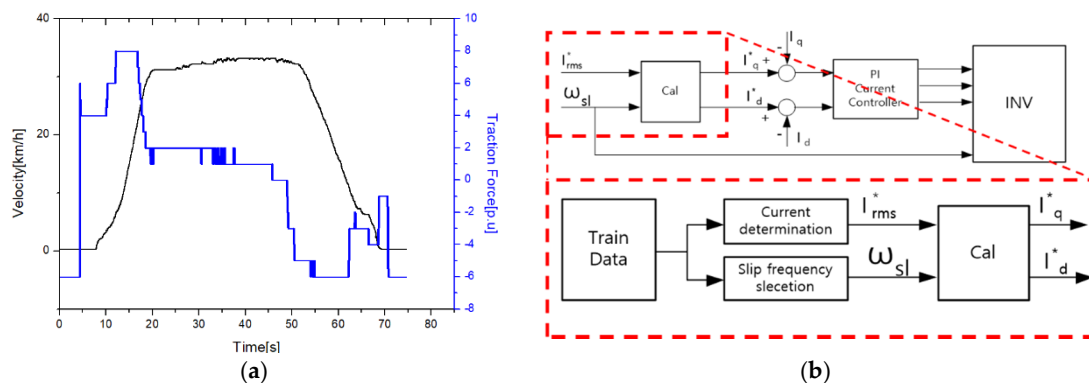 40
30
20
10
0
Velocity[km/h]
0 10 20 30 40 50 60 70 80
Time[s]
10
8
6
4
2
0
-2
-4
-6
-8
Traction Force[p.u]
(a)
I*rms
ωsl
Cal
I*q +
-
Iq
I*d
+
-
Id
PI
Current
Controller
INV
Train
Data
Current
determination
Slip frequency
slecetion
I*rms
ωsl
Cal
I*q
I*d
(b)